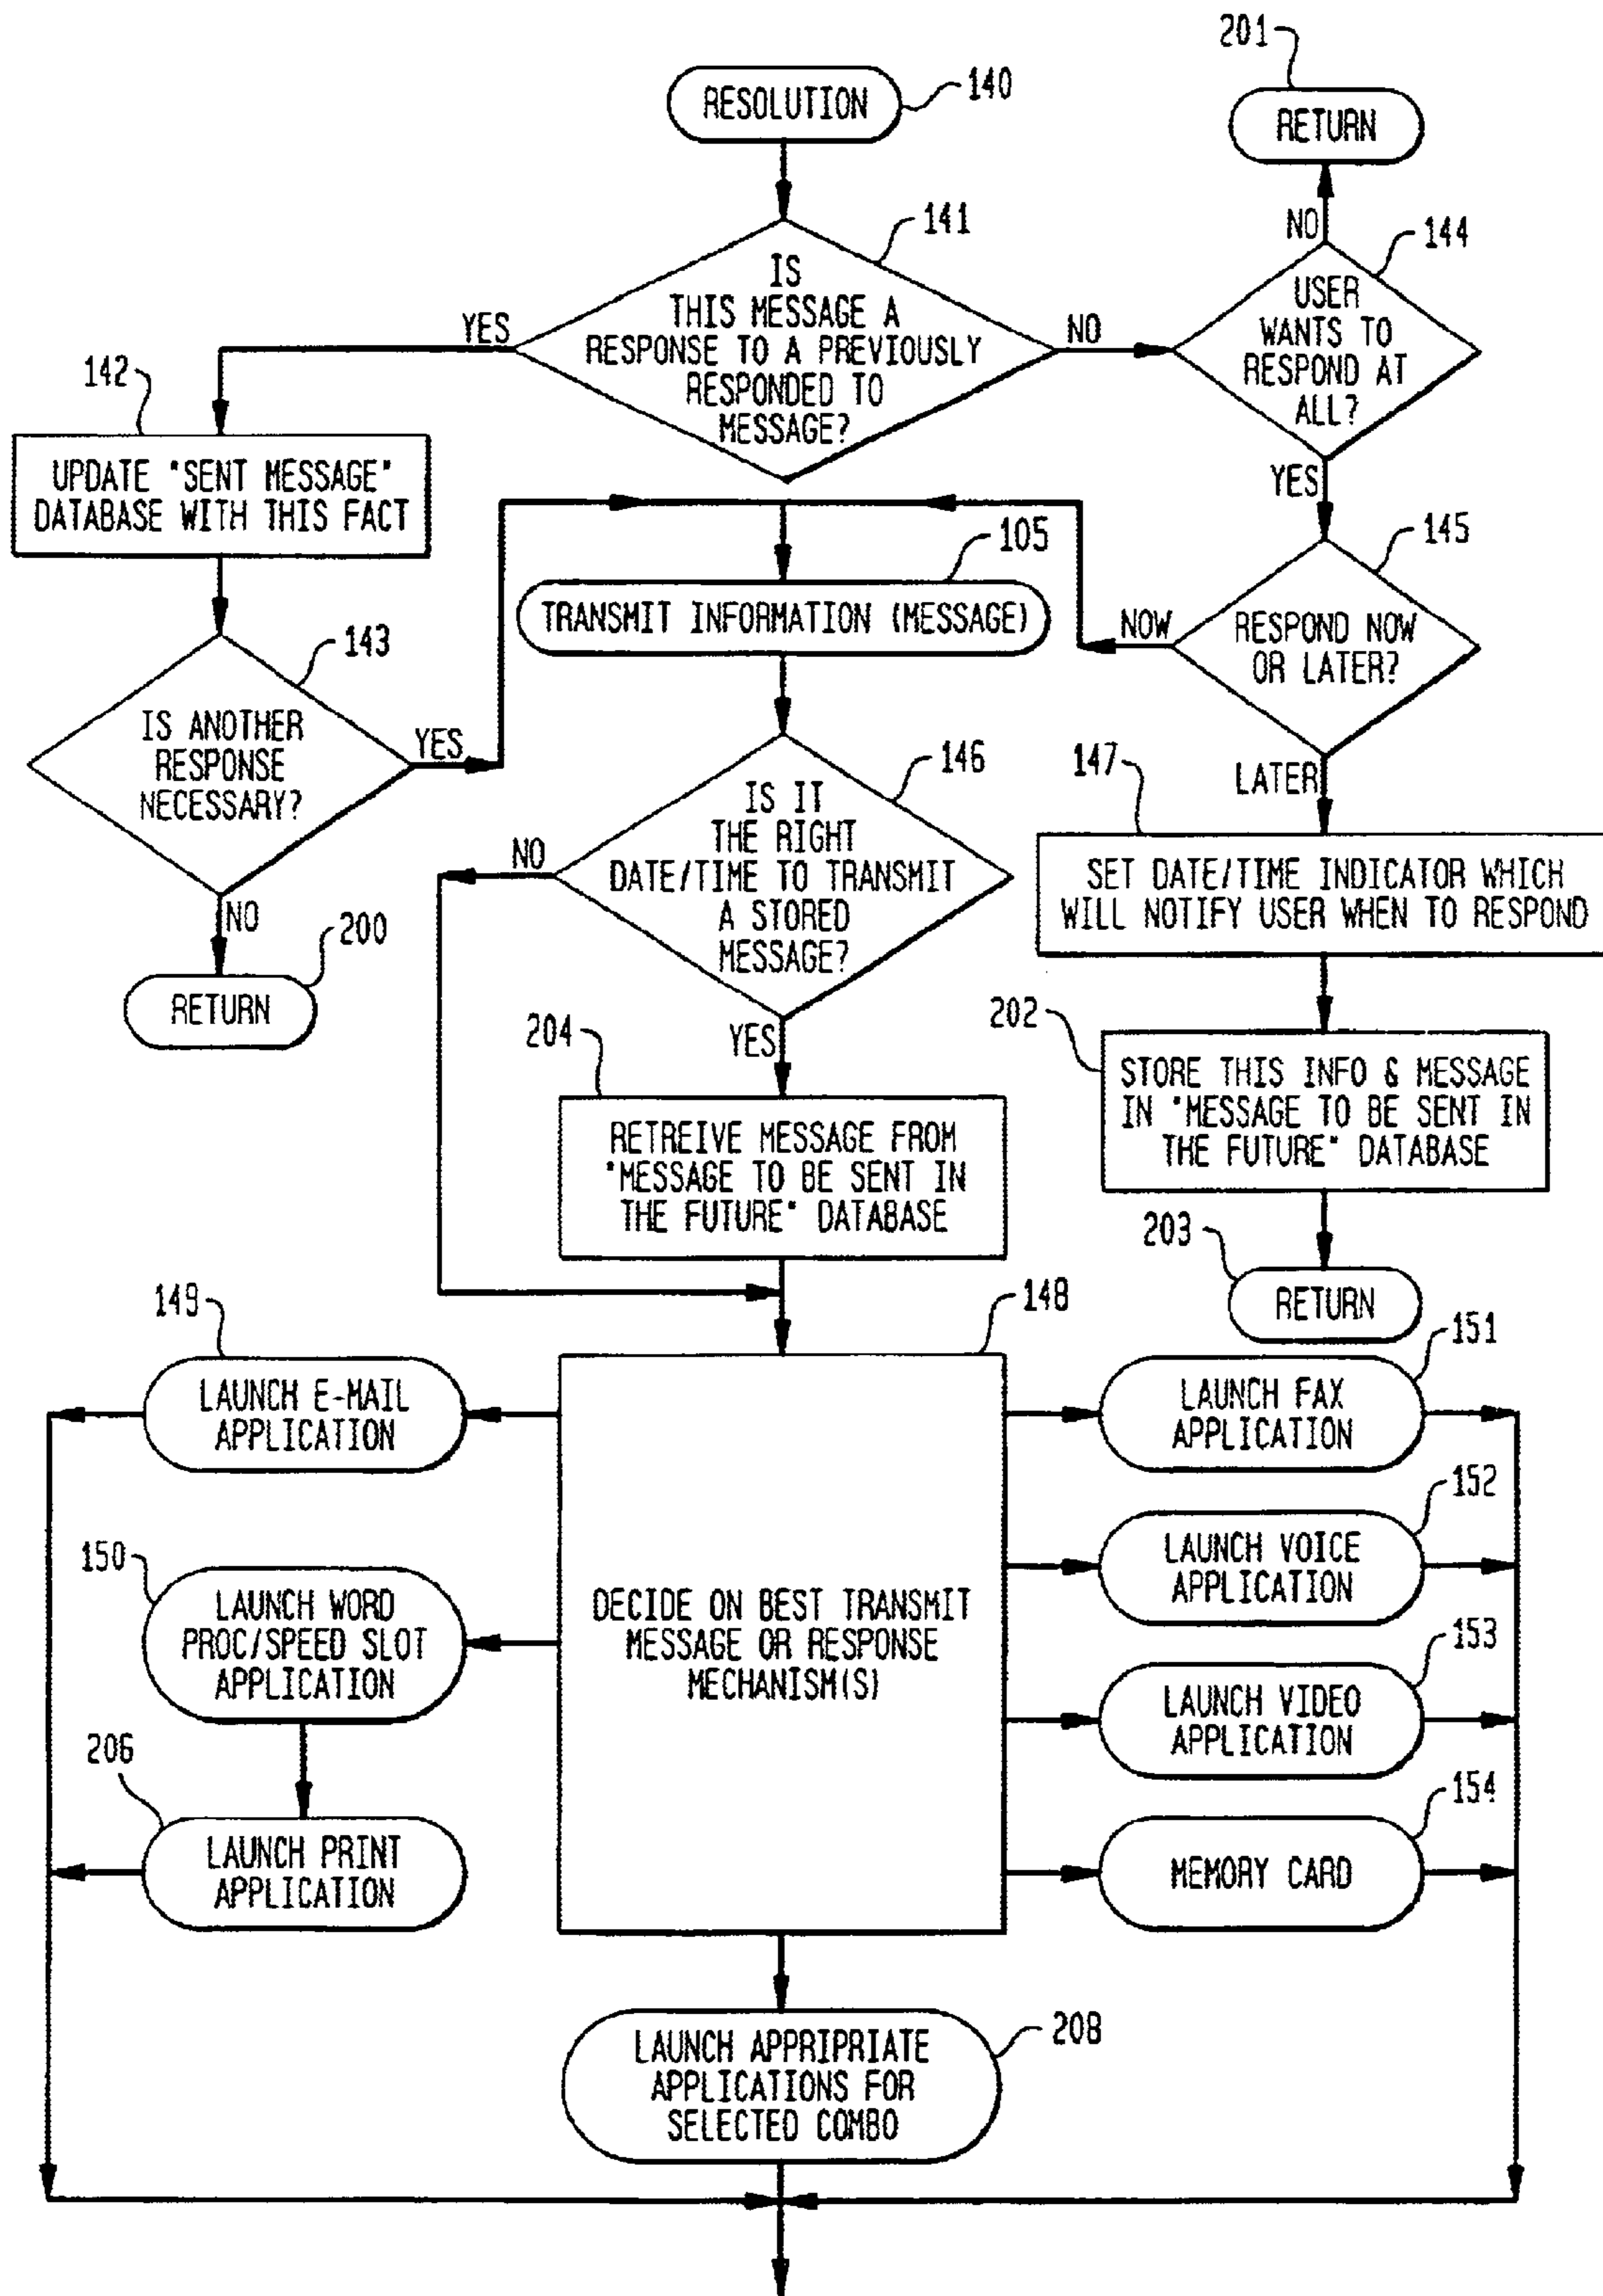 201
RETURN
RESOLUTION
140
141
IS
THIS MESSAGE A
RESPONSE TO A PREVIOUSLY
RESPONDED TO
MESSAGE?
YES
NO
NO
144
USER
WANTS TO
RESPOND AT
ALL?
YES
142
UPDATE "SENT MESSAGE"
DATABASE WITH THIS FACT
105
TRANSMIT INFORMATION (MESSAGE)
145
RESPOND NOW
OR LATER?
NOW
LATER
143
IS ANOTHER
RESPONSE
NECESSARY?
YES
NO
200
RETURN
146
IS IT
THE RIGHT
DATE/TIME TO TRANSMIT
A STORED
MESSAGE?
NO
YES
147
SET DATE/TIME INDICATOR WHICH
WILL NOTIFY USER WHEN TO RESPOND
202
STORE THIS INFO & MESSAGE
IN "MESSAGE TO BE SENT IN
THE FUTURE" DATABASE
203
RETURN
204
RETREIVE MESSAGE FROM
"MESSAGE TO BE SENT IN
THE FUTURE" DATABASE
148
DECIDE ON BEST TRANSMIT
MESSAGE OR RESPONSE
MECHANISM(S)
149
LAUNCH E-MAIL
APPLICATION
150
LAUNCH WORD
PROC/SPEED SLOT
APPLICATION
206
LAUNCH PRINT
APPLICATION
151
LAUNCH FAX
APPLICATION
152
LAUNCH VOICE
APPLICATION
153
LAUNCH VIDEO
APPLICATION
154
MEMORY CARD
208
LAUNCH APPRIPRIATE
APPLICATIONS FOR
SELECTED COMBO